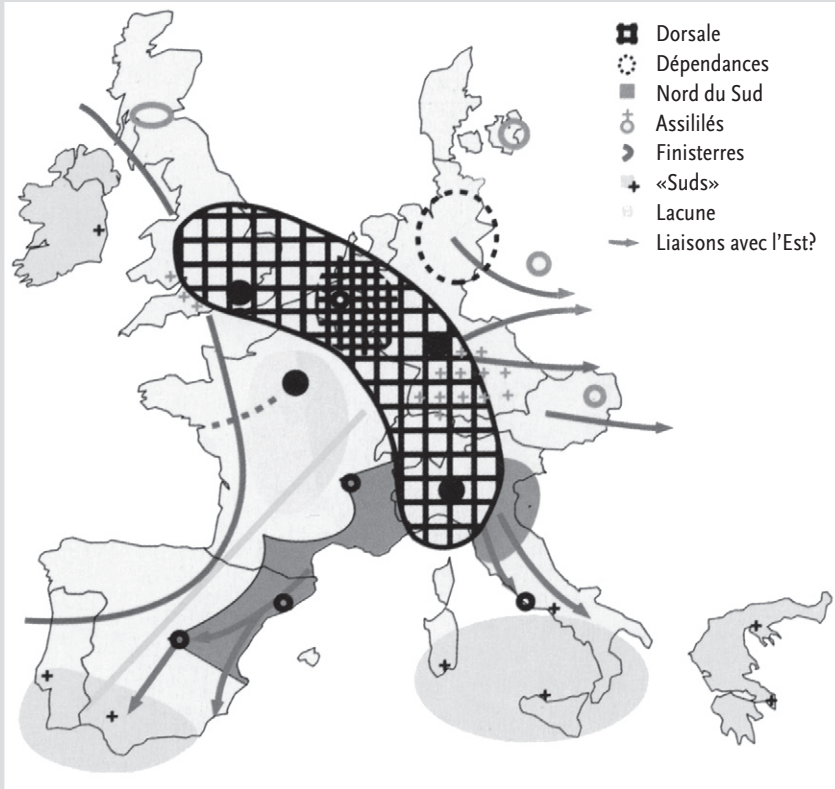 Dorsale
Dépendances
Nord du Sud
Assililés
Finisterres
«Suds»
Lacune
Liaisons avec l'Est?